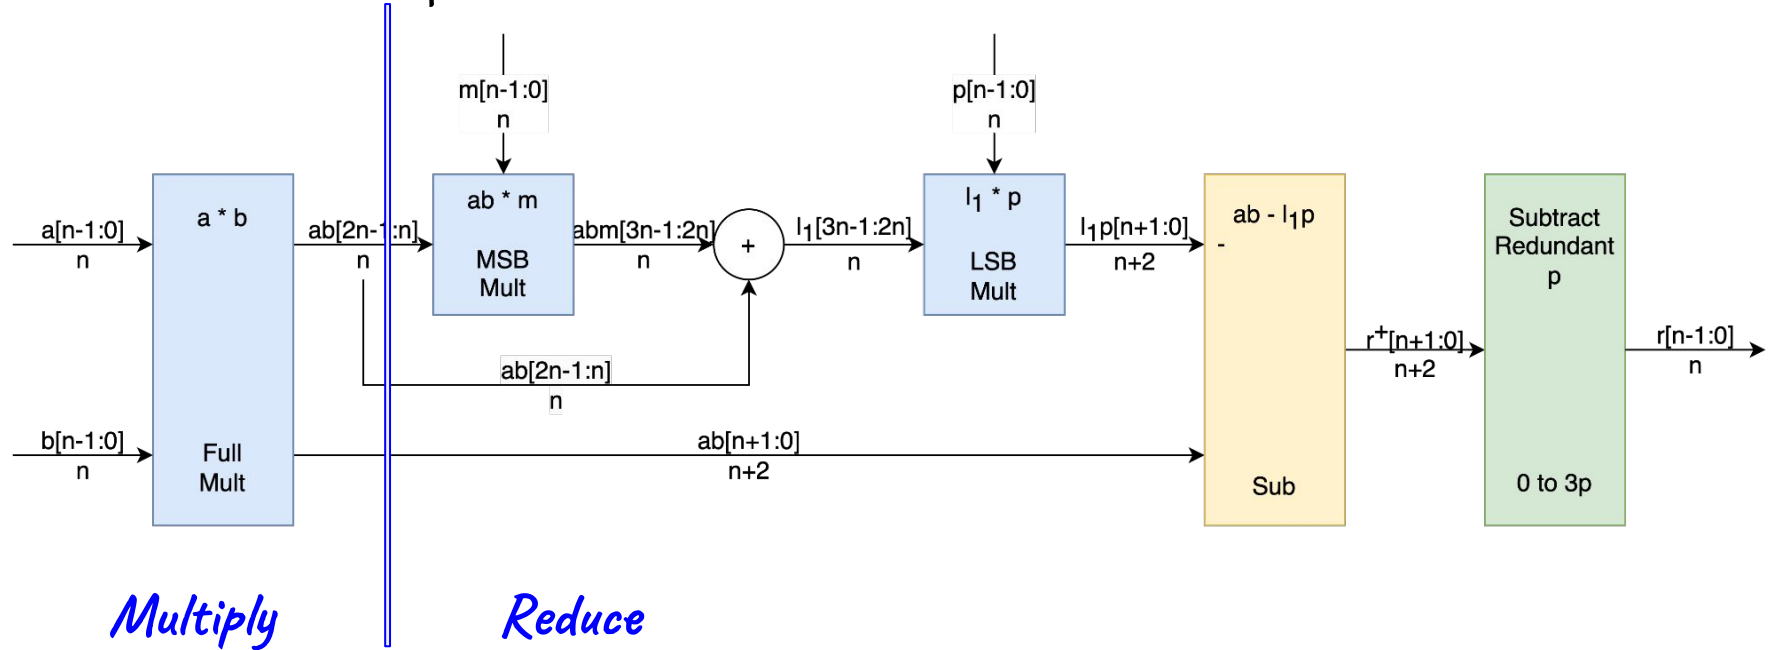 m[n-1:0]
n
p[n-1:0]
n
a[n-1:0]
n
b[n-1:0]
n
a * b
Full
Mult
ab[2n-1:n]
n
ab * m
MSB
Mult
abm[3n-1:2n]
n
+
ab[2n-1:n]
n
l₁[3n-1:2n]
n
l₁ * p
LSB
Mult
l₁p[n+1:0]
n+2
ab[n+1:0]
n+2
ab - l₁p
-
Sub
r⁺[n+1:0]
n+2
Subtract
Redundant
p
0 to 3p
r[n-1:0]
n
Multiply
Reduce